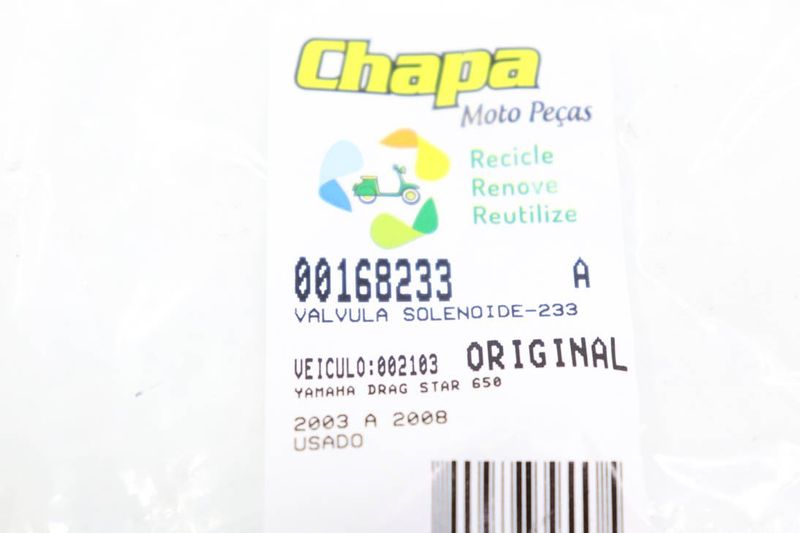 Chapa
Moto Peças
Recicle
Renove
Reutilize
00168233 A
VALVULA SOLENOIDE-233
VEICULO:002103 ORIGINAL
YAMAHA DRAG STAR 650
2003 A 2008
USADO